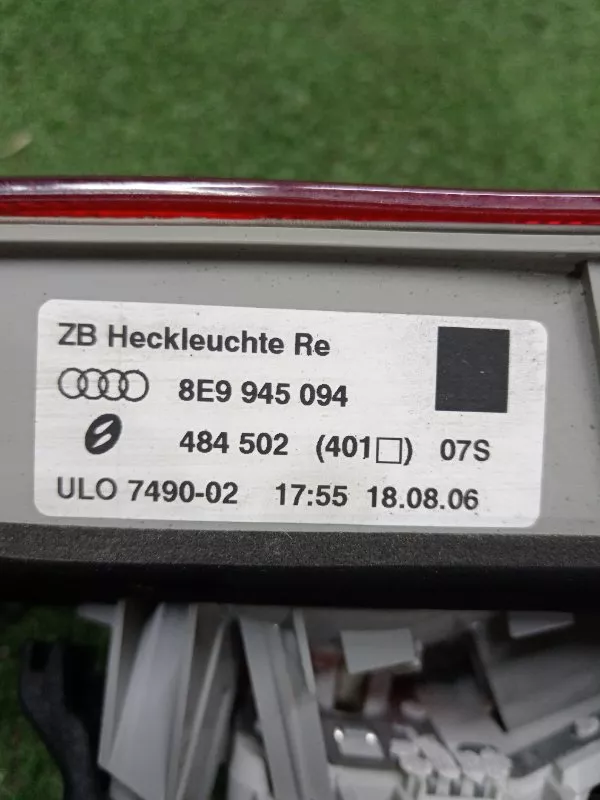 ZB Heckleuchte Re
8E9 945 094
484 502 (401□) 07S
ULO 7490-02 17:55 18.08.06